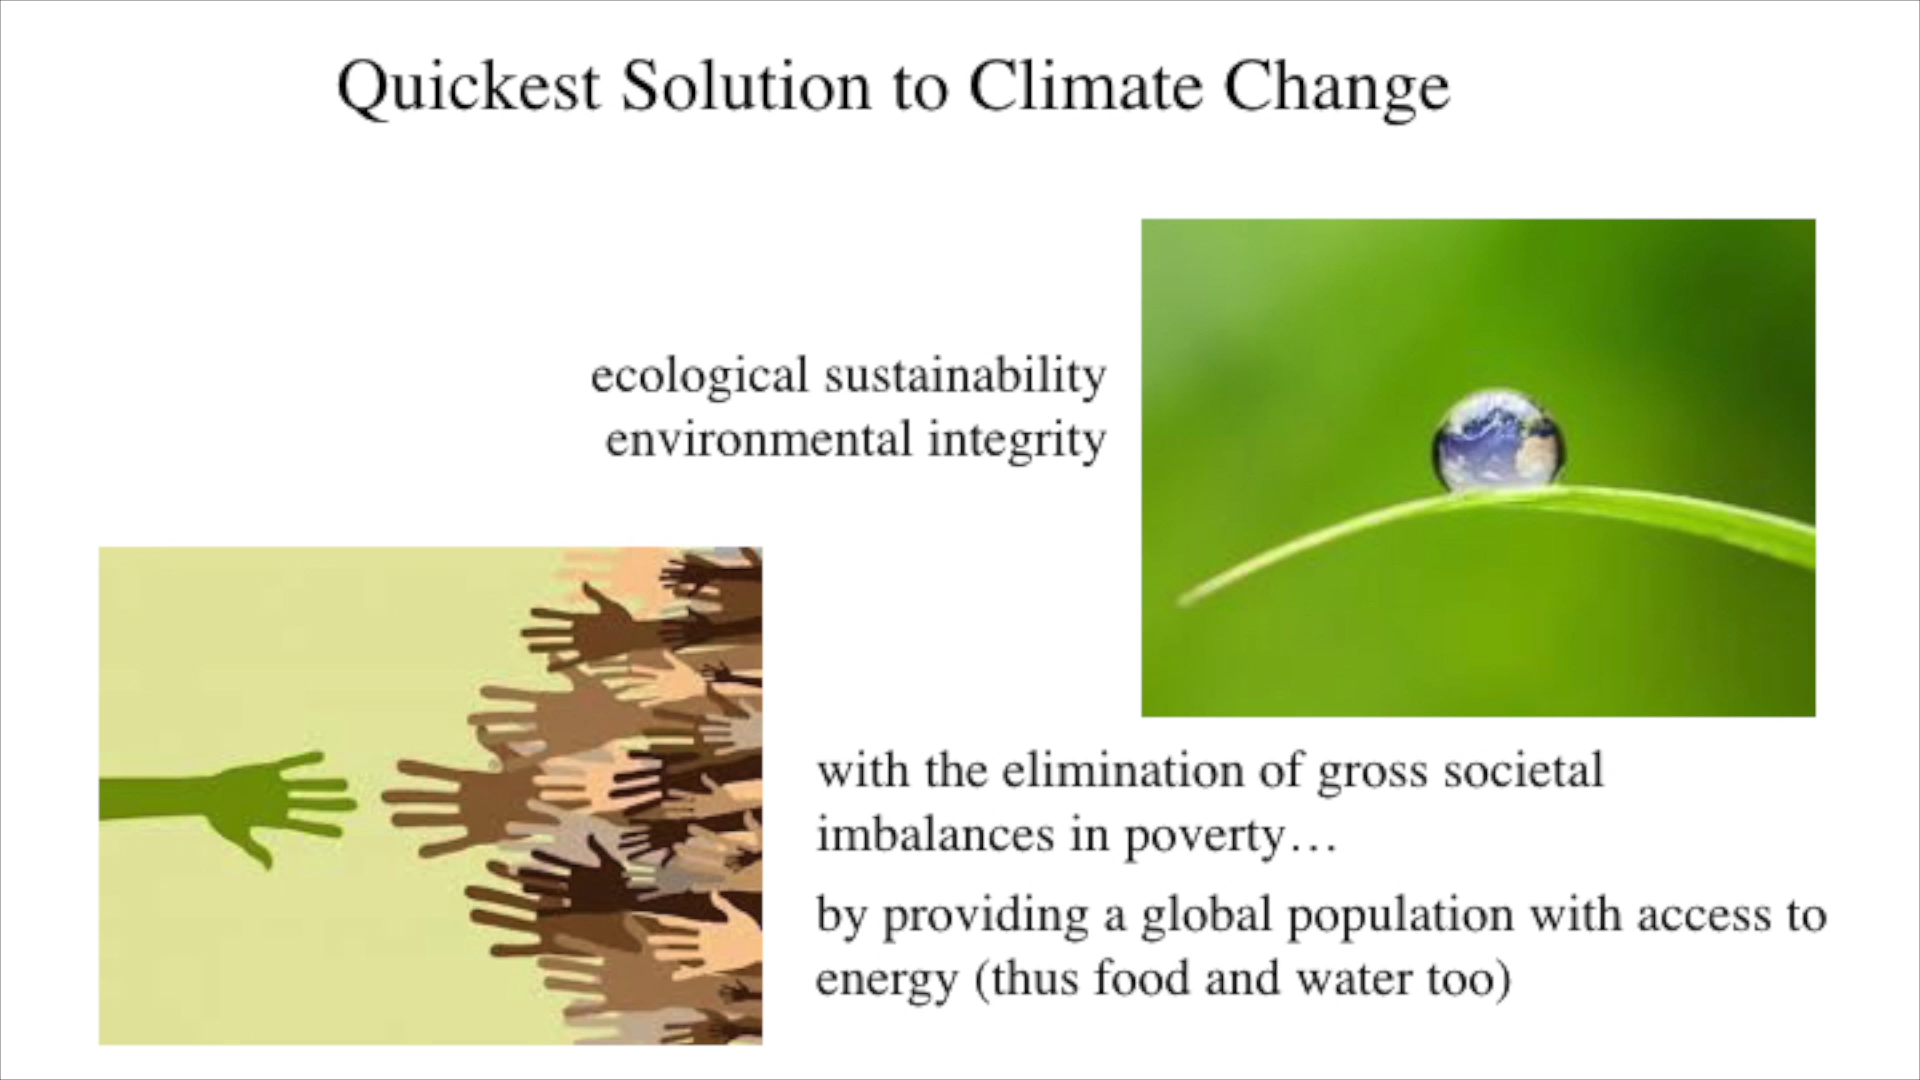 Quickest Solution to Climate Change
ecological sustainability
environmental integrity
with the elimination of gross societal
imbalances in poverty…
by providing a global population with access to
energy (thus food and water too)